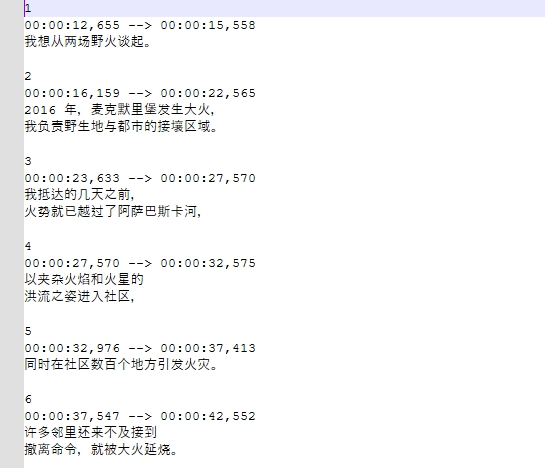 1
00:00:12,655 --> 00:00:15,558
我想从两场野火谈起。
2
00:00:16,159 --> 00:00:22,565
2016 年，麦克默里堡发生大火，
我负责野生地与都市的接壤区域。
3
00:00:23,633 --> 00:00:27,570
我抵达的几天之前，
火势就已越过了阿萨巴斯卡河，
4
00:00:27,570 --> 00:00:32,575
以夹杂火焰和火星的
洪流之姿进入社区，
5
00:00:32,976 --> 00:00:37,413
同时在社区数百个地方引发火灾。
6
00:00:37,547 --> 00:00:42,552
许多邻里还来不及接到
撤离命令，就被大火延烧。